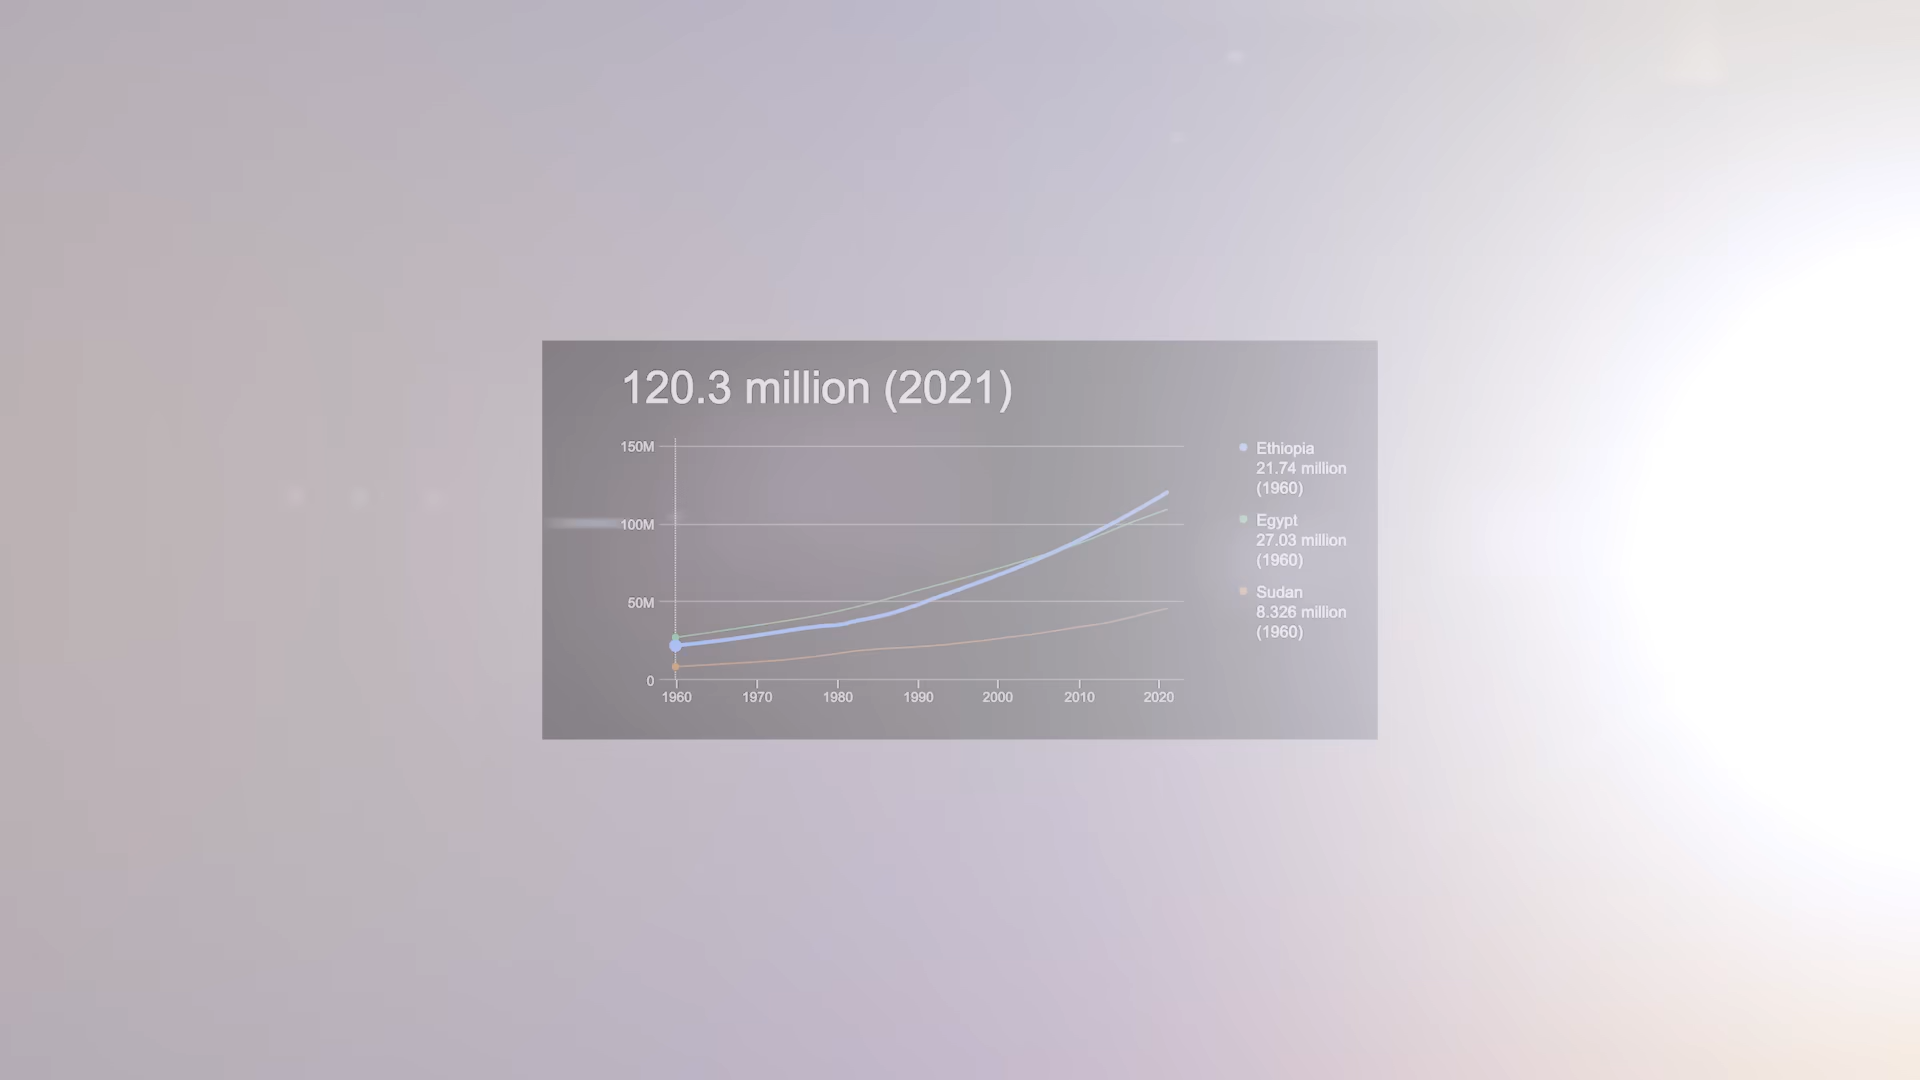 120.3 million (2021)
150M
100M
50M
0
1960 1970 1980 1990 2000 2010 2020
Ethiopia
21.74 million
(1960)
Egypt
27.03 million
(1960)
Sudan
8.326 million
(1960)